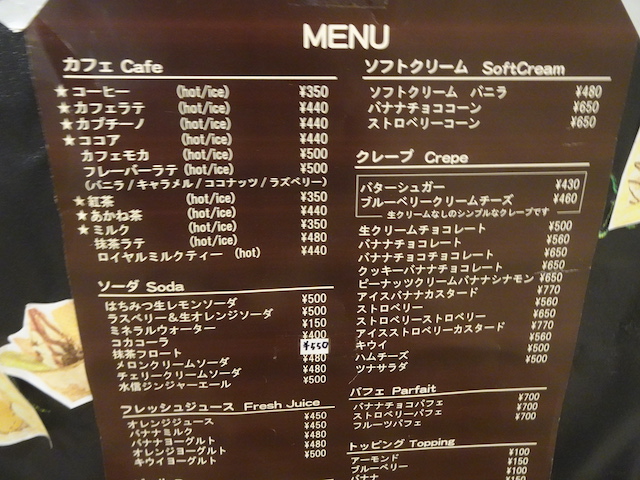 MENU
カフェ Cafe
★コーヒー (hot/ice) ¥350
★カフェラテ (hot/ice) ¥440
★カプチーノ (hot/ice) ¥440
★ココア (hot/ice) ¥440
カフェモカ (hot/ice) ¥500
フレーバーラテ (hot/ice) ¥500
(バニラ/キャラメル/ココナッツ/ラズベリー)
★紅茶 (hot/ice) ¥350
★あかね茶 (hot/ice) ¥440
★ミルク (hot/ice) ¥350
抹茶ラテ (hot/ice) ¥480
ロイヤルミルクティー (hot) ¥440
ソーダ Soda
はちみつ生レモンソーダ ¥500
ラズベリー&生オレンジソーダ ¥500
ミネラルウォーター ¥150
コカコーラ ¥400
抹茶フロート ¥550
メロンクリームソーダ ¥480
チェリークリームソーダ ¥480
水信ジンジャーエール ¥500
フレッシュジュース Fresh Juice
オレンジジュース ¥450
バナナミルク ¥450
バナナヨーグルト ¥480
オレンジヨーグルト ¥480
キウイヨーグルト ¥500
ソフトクリーム SoftCream
ソフトクリーム バニラ ¥480
バナナチョココーン ¥650
ストロベリーコーン ¥650
クレープ Crepe
バターシュガー ¥430
ブルーベリークリームチーズ ¥460
生クリームなしのシンプルなクレープです
生クリームチョコレート ¥500
バナナチョコレート ¥560
バナナチョコチョコレート ¥650
クッキーバナナチョコレート ¥650
ピーナッツクリームバナナシナモン ¥650
アイスバナナカスタード ¥770
ストロベリー ¥560
ストロベリーストロベリー ¥650
アイスストロベリーカスタード ¥770
キウイ ¥560
ハムチーズ ¥500
ツナサラダ ¥500
パフェ Parfait
バナナチョコパフェ ¥700
ストロベリーパフェ ¥700
フルーツパフェ ¥700
トッピング Topping
アーモンド ¥100
ブルーベリー ¥150
バナナ ¥100
¥150